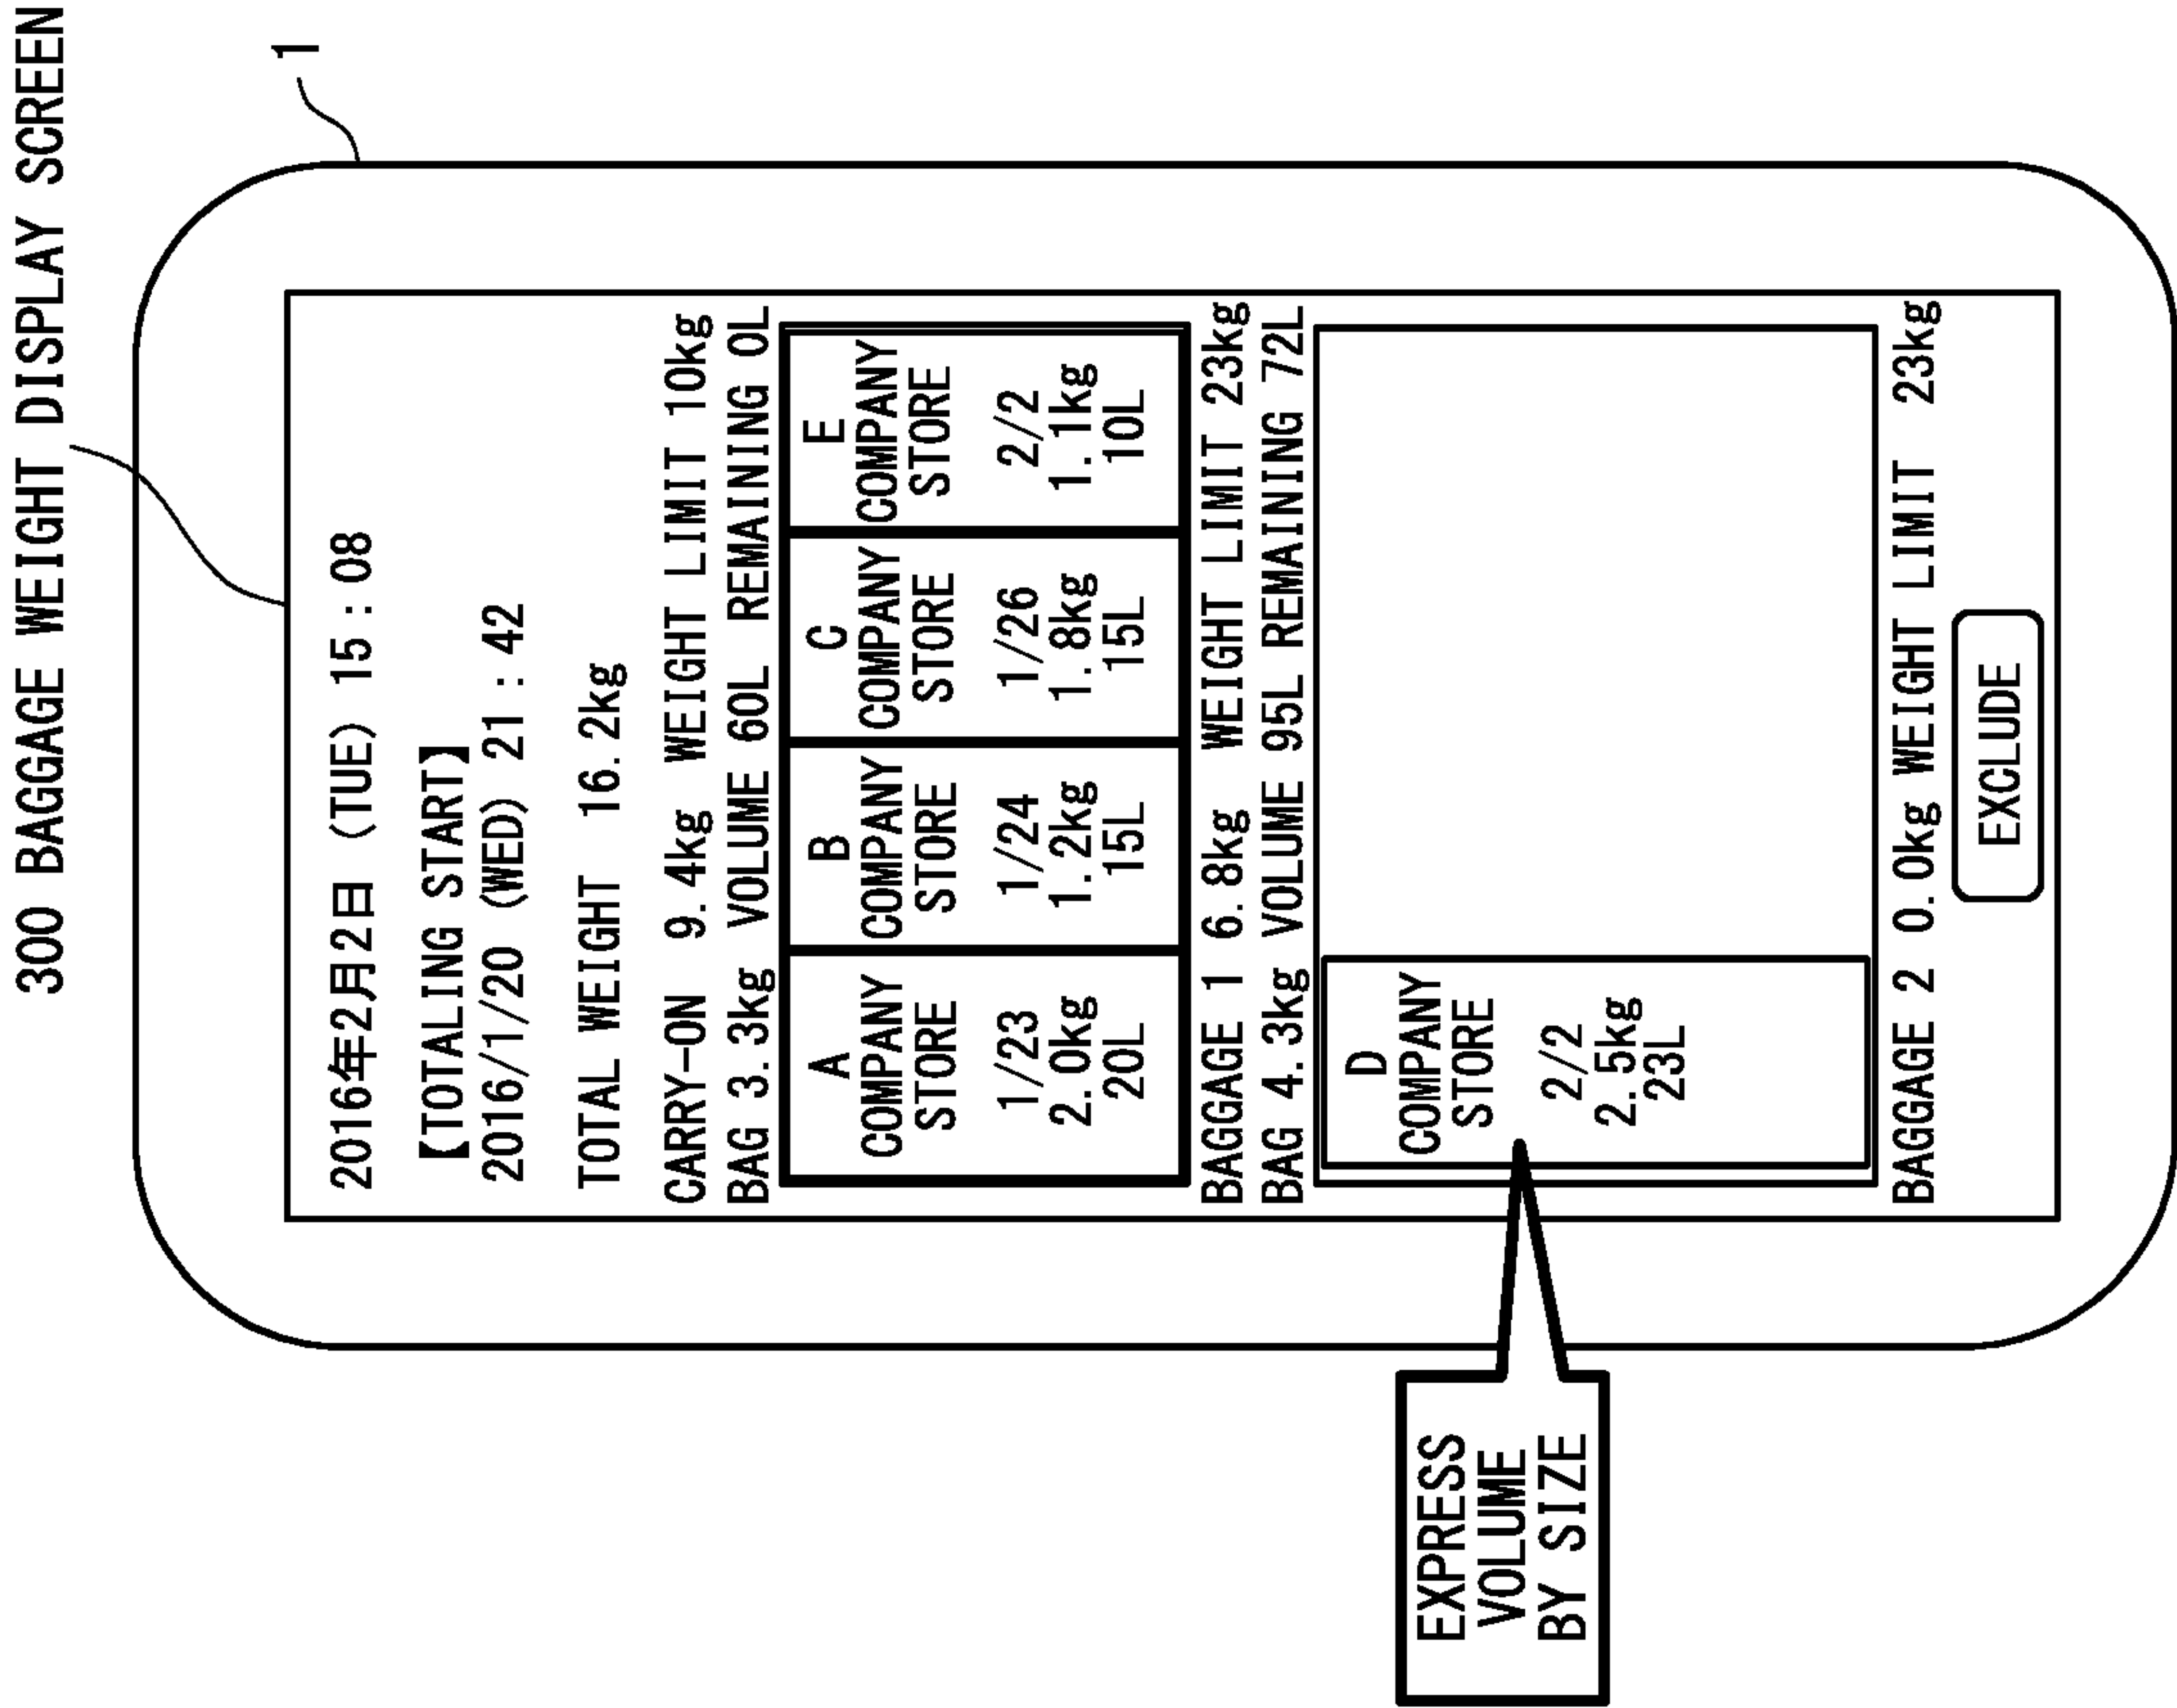 300 BAGGAGE WEIGHT DISPLAY SCREEN
1
2016年2月2日 (TUE) 15:08
【TOTALING START】
2016/1/20 (WED) 21:42
TOTAL WEIGHT 16.2kg
CARRY-ON 9.4kg WEIGHT LIMIT 10kg
BAG 3.3kg VOLUME 60L REMAINING 0L
A
COMPANY
STORE
1/23
2.0kg
20L
B
COMPANY
STORE
1/24
1.2kg
15L
C
COMPANY
STORE
1/26
1.8kg
15L
E
COMPANY
STORE
2/2
1.1kg
10L
BAGGAGE 1 6.8kg WEIGHT LIMIT 23kg
BAG 4.3kg VOLUME 95L REMAINING 72L
D
COMPANY
STORE
2/2
2.5kg
23L
EXPRESS
VOLUME
BY SIZE
BAGGAGE 2 0.0kg WEIGHT LIMIT 23kg
EXCLUDE